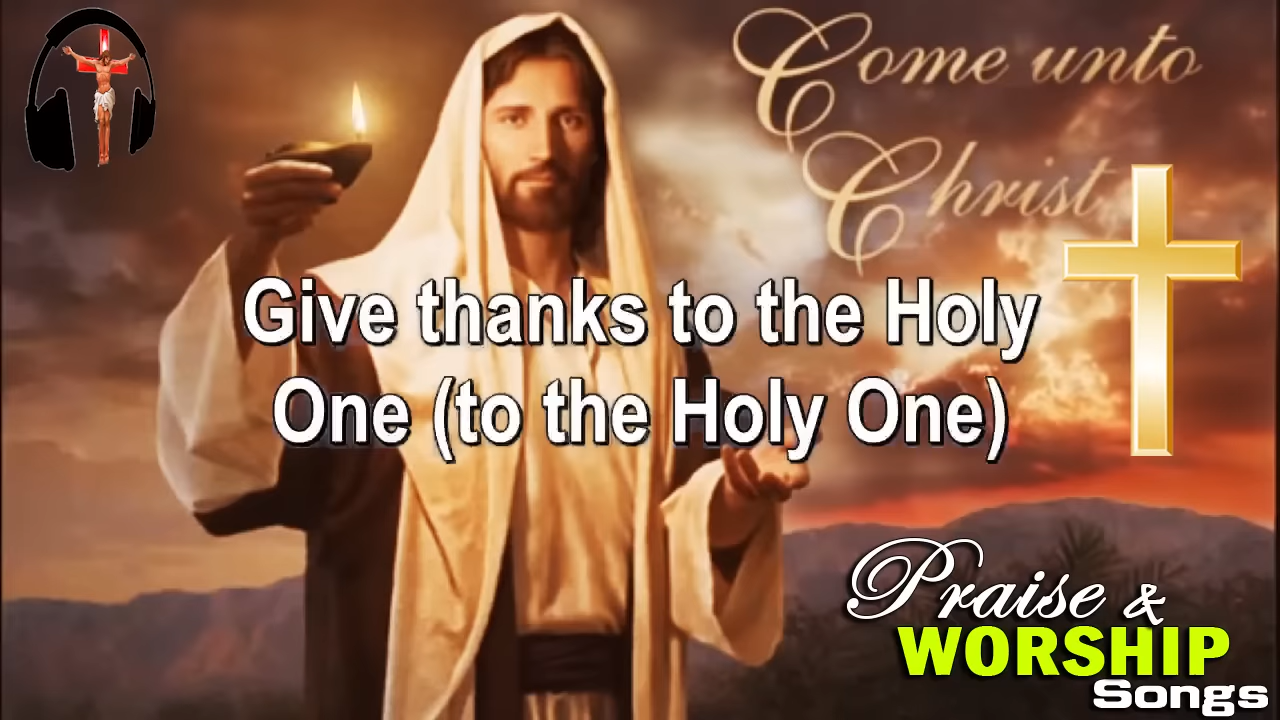 Come unto
Christ
Give thanks to the Holy
One (to the Holy One)
Praise &
WORSHIP
Songs